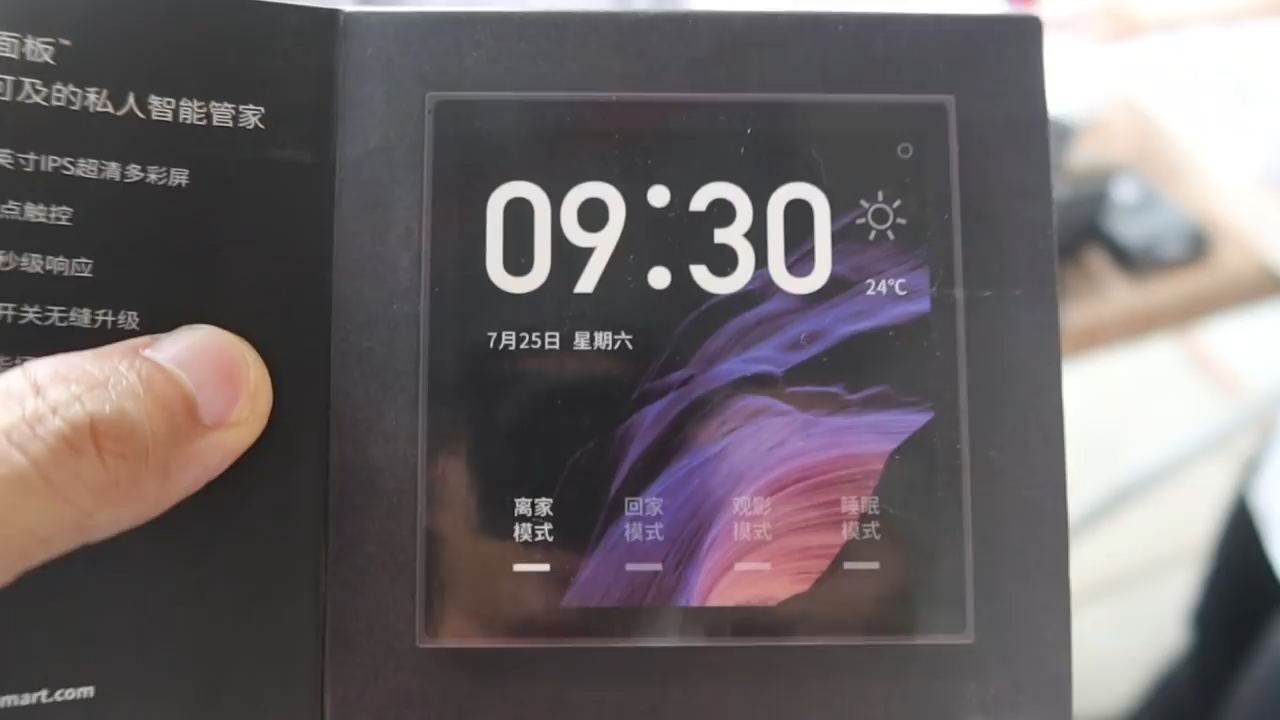 面板™
可及的私人智能管家
英寸IPS超清多彩屏
点触控
秒级响应
开关无缝升级
mart.com
09:30
24℃
7月25日 星期六
离家
模式
回家
模式
观影
模式
睡眠
模式